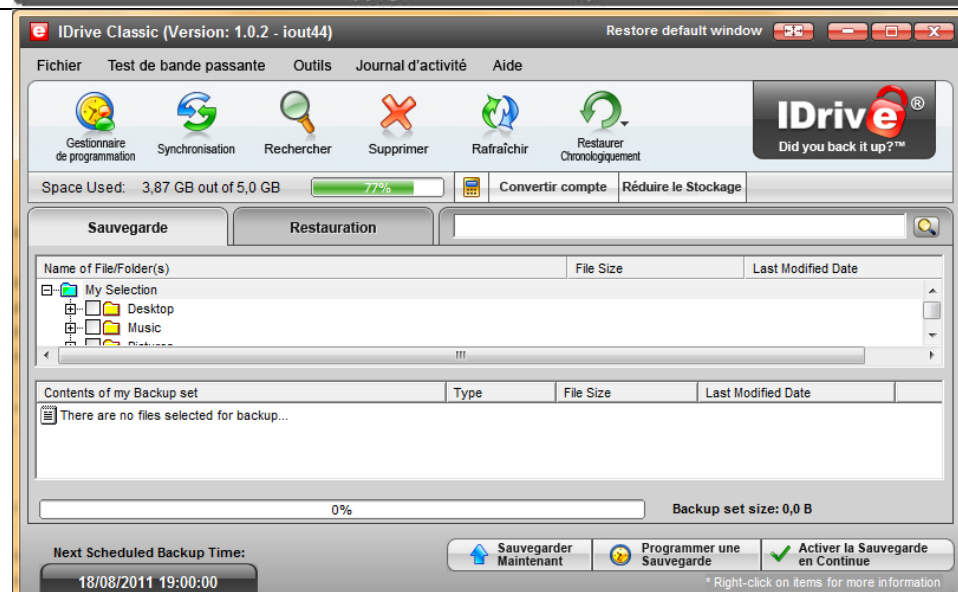 IDrive Classic (Version: 1.0.2 - iout44)
Restore default window
Fichier Test de bande passante Outils Journal d'activité Aide
Gestionnaire
de programmation
Synchronisation
Rechercher
Supprimer
Rafraîchir
Restaurer
Chronologiquement
IDrive®
Did you back it up?™
Space Used: 3,87 GB out of 5,0 GB
77%
Convertir compte
Réduire le Stockage
Sauvegarde
Restauration
Name of File/Folder(s) File Size Last Modified Date
My Selection
Desktop
Music
Pictures
Contents of my Backup set Type File Size Last Modified Date
There are no files selected for backup...
0%
Backup set size: 0,0 B
Next Scheduled Backup Time:
18/08/2011 19:00:00
Sauvegarder
Maintenant
Programmer une
Sauvegarde
Activer la Sauvegarde
en Continue
* Right-click on items for more information